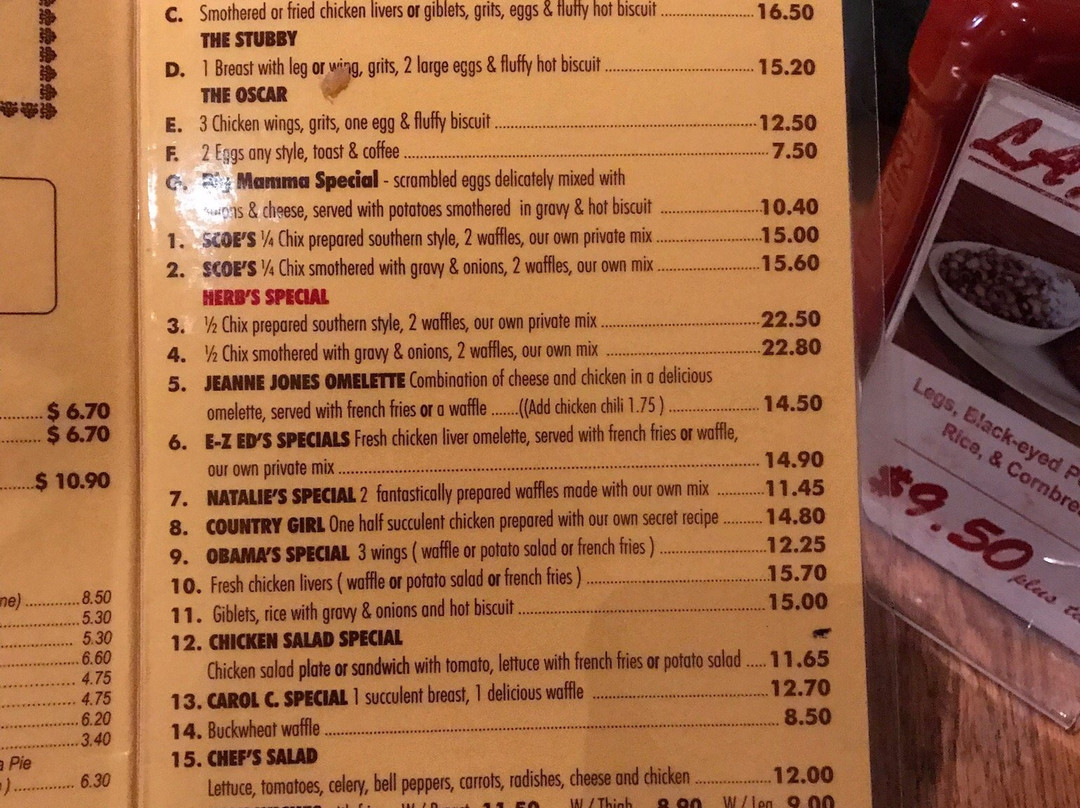 C. Smothered or fried chicken livers or giblets, grits, eggs & fluffy hot biscuit 16.50
THE STUBBY
D. 1 Breast with leg or wing, grits, 2 large eggs & fluffy hot biscuit 15.20
THE OSCAR
E. 3 Chicken wings, grits, one egg & fluffy biscuit 12.50
F. 2 Eggs any style, toast & coffee 7.50
G. Big Mamma Special - scrambled eggs delicately mixed with
& cheese, served with potatoes smothered in gravy & hot biscuit 10.40
1. SCOE'S ¼ Chix prepared southern style, 2 waffles, our own private mix 15.00
2. SCOE'S ¼ Chix smothered with gravy & onions, 2 waffles, our own mix 15.60
HERB'S SPECIAL
3. ½ Chix prepared southern style, 2 waffles, our own private mix 22.50
4. ½ Chix smothered with gravy & onions, 2 waffles, our own mix 22.80
5. JEANNE JONES OMELETTE Combination of cheese and chicken in a delicious
omelette, served with french fries or a waffle ......((Add chicken chili 1.75 ) 14.50
6. E-Z ED'S SPECIALS Fresh chicken liver omelette, served with french fries or waffle,
our own private mix 14.90
7. NATALIE'S SPECIAL 2 fantastically prepared waffles made with our own mix 11.45
8. COUNTRY GIRL One half succulent chicken prepared with our own secret recipe 14.80
9. OBAMA'S SPECIAL 3 wings ( waffle or potato salad or french fries ) 12.25
10. Fresh chicken livers ( waffle or potato salad or french fries ) 15.70
11. Giblets, rice with gravy & onions and hot biscuit 15.00
12. CHICKEN SALAD SPECIAL
Chicken salad plate or sandwich with tomato, lettuce with french fries or potato salad 11.65
13. CAROL C. SPECIAL 1 succulent breast, 1 delicious waffle 12.70
14. Buckwheat waffle 8.50
15. CHEF'S SALAD
Lettuce, tomatoes, celery, bell peppers, carrots, radishes, cheese and chicken 12.00
11.50 W / Thigh 8.90 W / Leg 9.00
$ 6.70
$ 6.70
$ 10.90
8.50
5.30
5.30
6.60
4.75
4.75
6.20
3.40
Pie
6.30
Legs, Black-eyed
Rice, & Cornbre
$9.50 plus